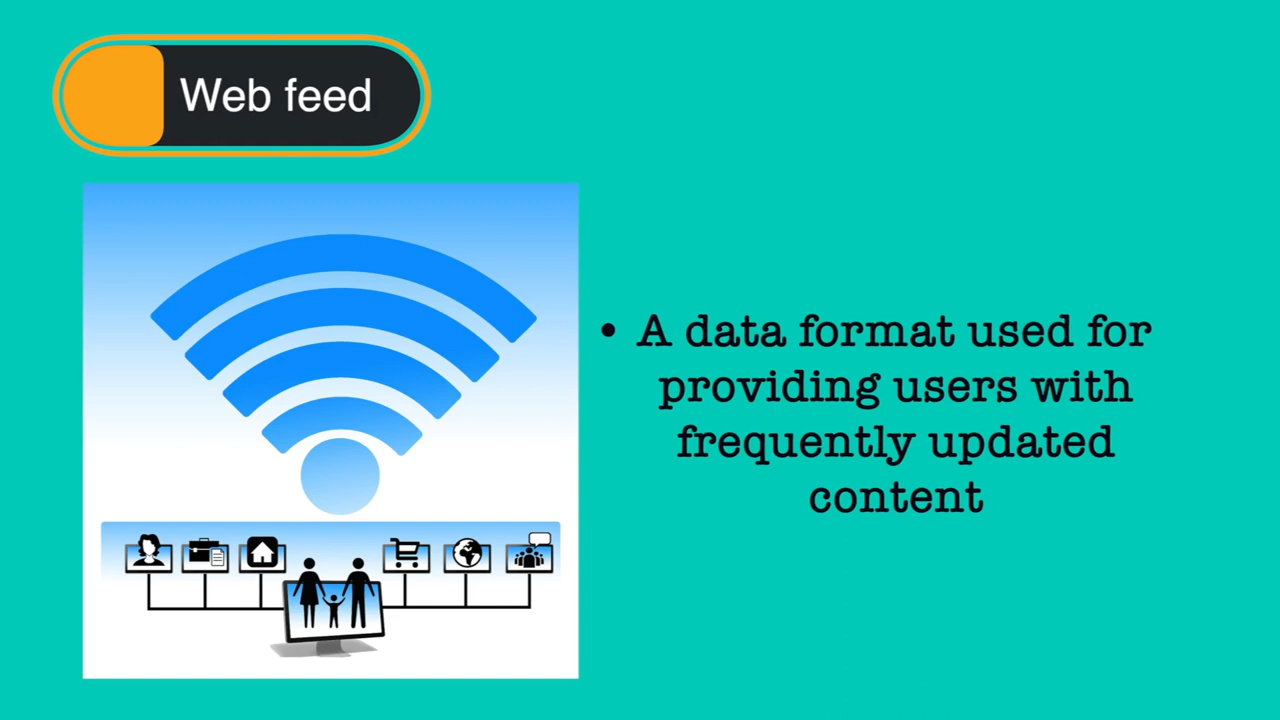 Web feed
• A data format used for
providing users with
frequently updated
content